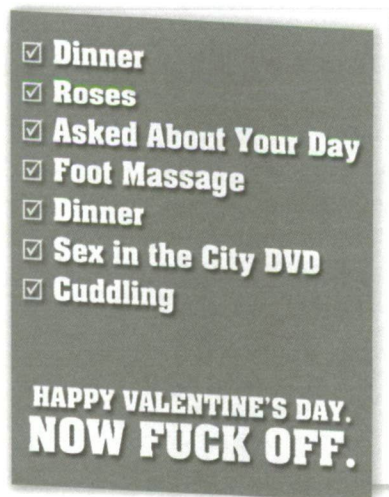 Dinner
Roses
Asked About Your Day
Foot Massage
Dinner
Sex in the City DVD
Cuddling
HAPPY VALENTINE'S DAY.
NOW FUCK OFF.